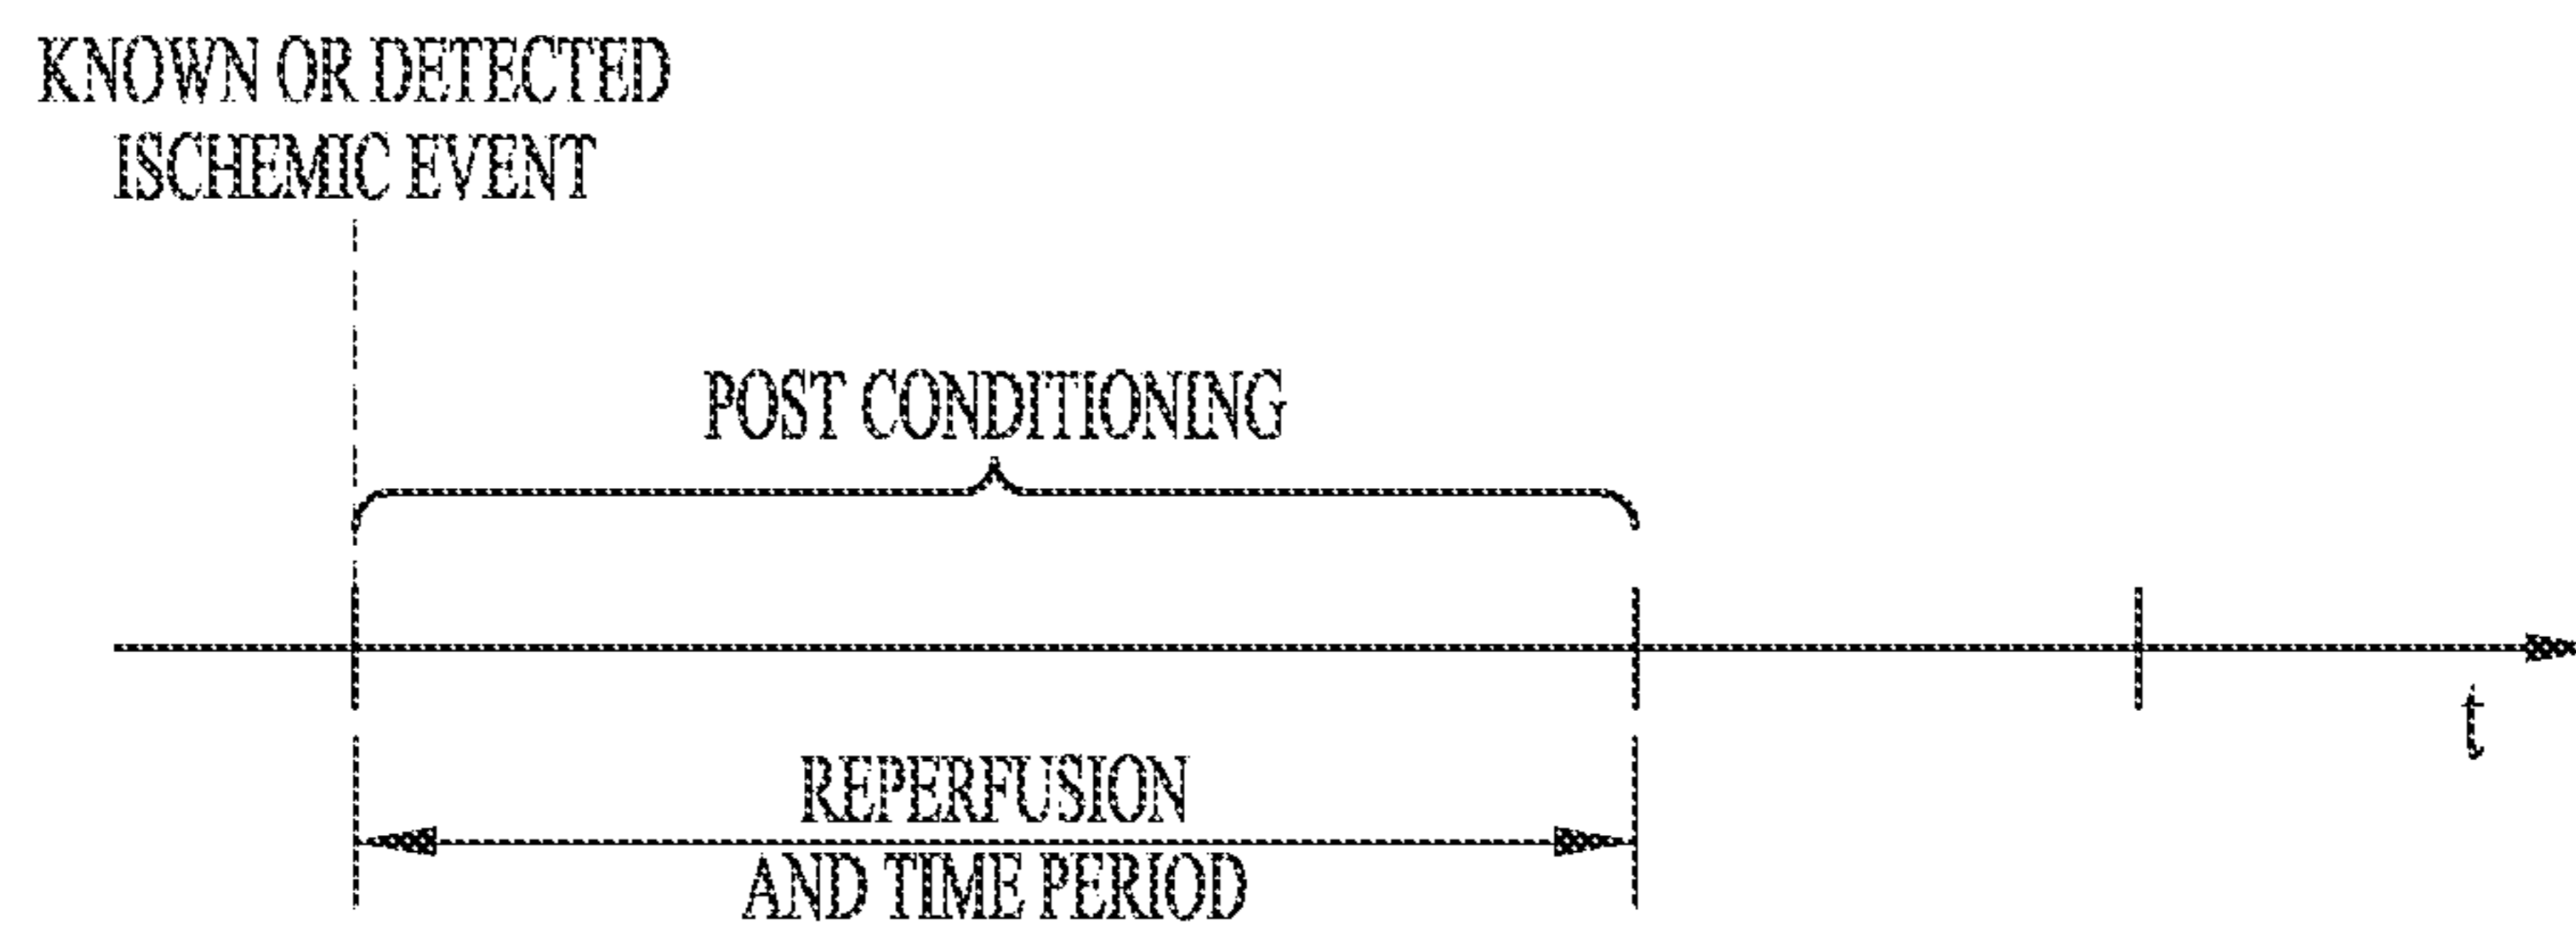 KNOWN OR DETECTED
ISCHEMIC EVENT
POST CONDITIONING
t
REPERFUSION
AND TIME PERIOD